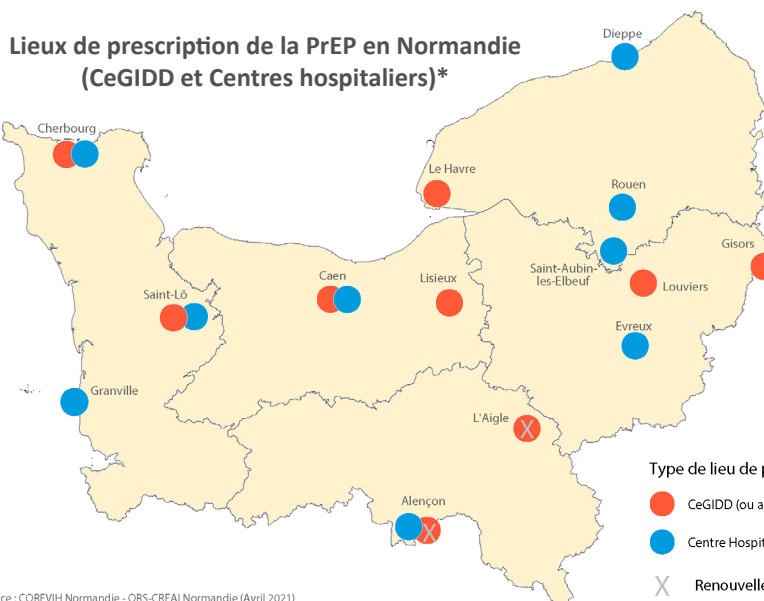 Lieux de prescription de la PrEP en Normandie
(CeGIDD et Centres hospitaliers)*
Dieppe
Cherbourg
Le Havre
Rouen
Gisors
Saint-Aubin-
les-Elbeuf
Louviers
Caen
Lisieux
Saint-Lô
Evreux
Granville
L'Aigle
X
Alençon
X
Type de lieu de p
CeGIDD (ou a
Centre Hospit
X Renouvelle
rce : COREVIH Normandie - ORS-CREAI Normandie (Avril 2021)